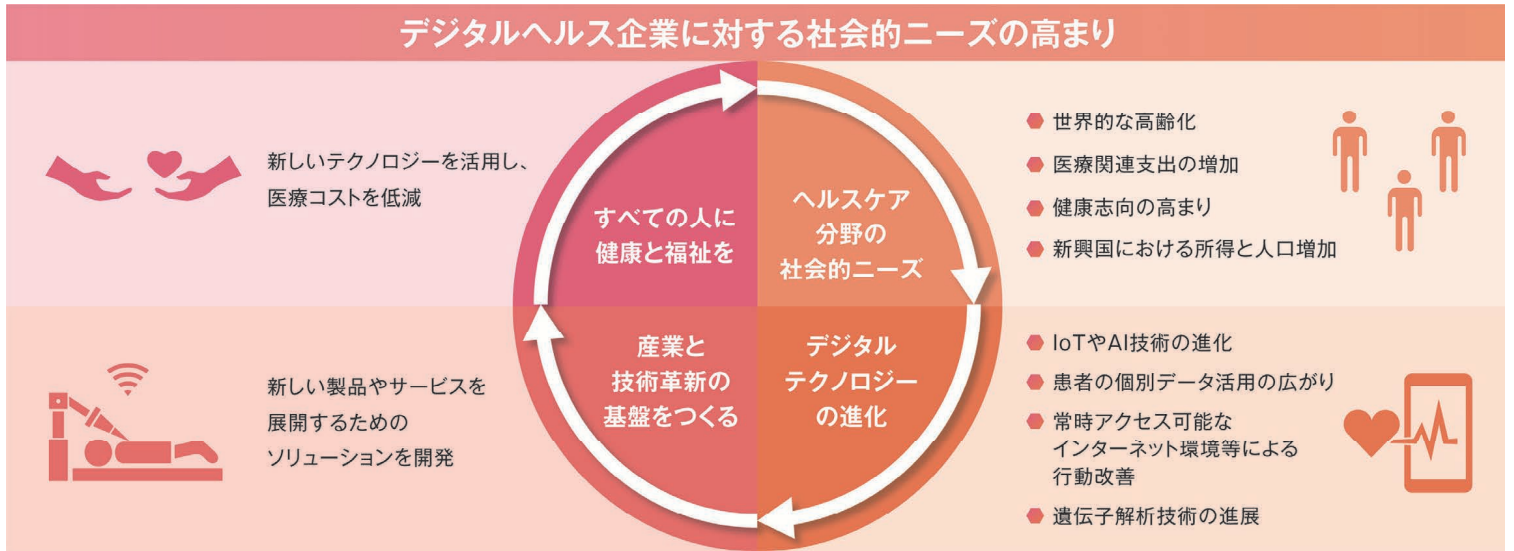 デジタルヘルス企業に対する社会的ニーズの高まり
新しいテクノロジーを活用し、
医療コストを低減
すべての人に
健康と福祉を
ヘルスケア
分野の
社会的ニーズ
世界的な高齢化
医療関連支出の増加
健康志向の高まり
新興国における所得と人口増加
新しい製品やサービスを
展開するための
ソリューションを開発
産業と
技術革新の
基盤をつくる
デジタル
テクノロジー
の進化
IoTやAI技術の進化
患者の個別データ活用の広がり
常時アクセス可能な
インターネット環境等による
行動改善
遺伝子解析技術の進展